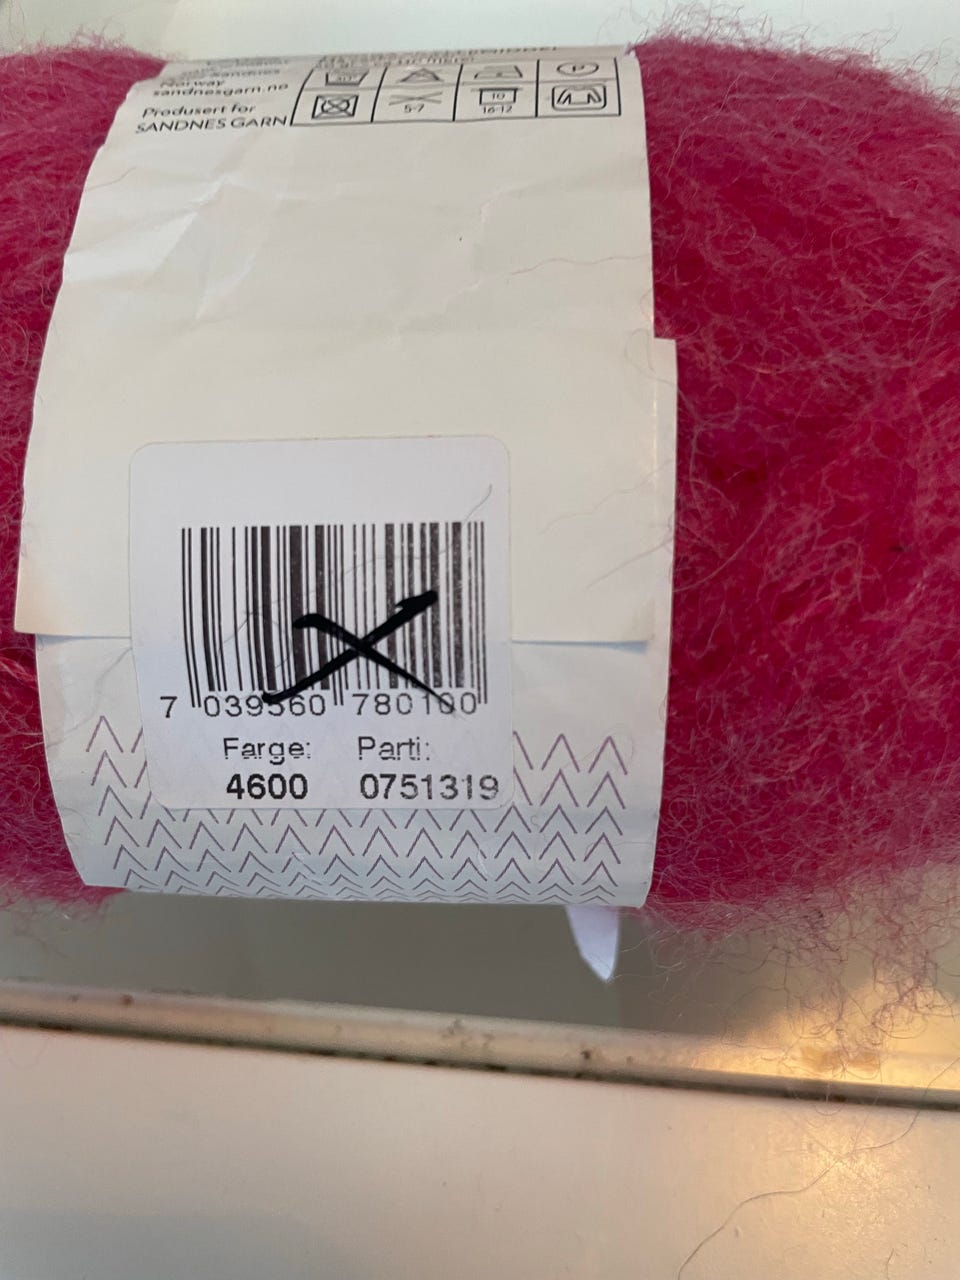 Norway
sandnesgarn.no
Produsert for
SANDNES GARN
5-7
10
16-12
7 039560 780100
Farge: Parti:
4600 0751319